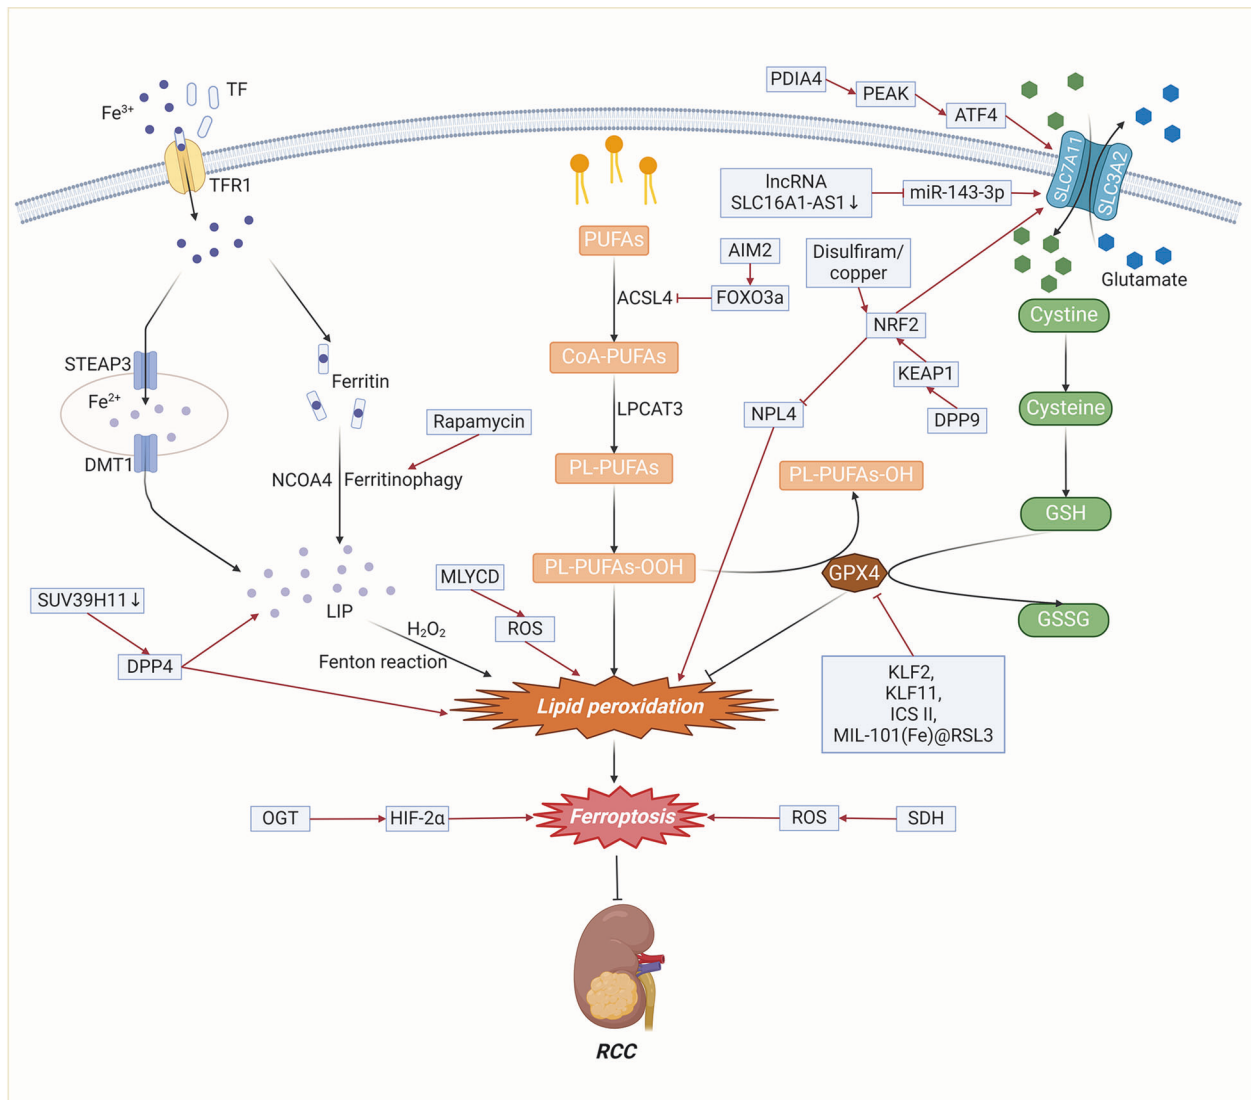 PDIA4
PEAK
ATF4
TF
Fe³⁺
TFR1
SLC7A11
SLC3A2
lncRNA
SLC16A1-AS1↓
miR-143-3p
PUFAs
AIM2
Disulfiram/
copper
Glutamate
ACSL4
FOXO3a
NRF2
Cystine
CoA-PUFAs
STEAP3
Ferritin
KEAP1
Fe²⁺
LPCAT3
NPL4
DPP9
Cysteine
Rapamycin
DMT1
NCOA4
Ferritinophagy
PL-PUFAs
PL-PUFAs-OH
GSH
PL-PUFAs-OOH
GPX4
MLYCD
SUV39H11↓
LIP
ROS
H₂O₂
GSSG
DPP4
Fenton reaction
KLF2,
KLF11,
ICS II,
MIL-101(Fe)@RSL3
Lipid peroxidation
OGT
HIF-2α
Ferroptosis
ROS
SDH
RCC